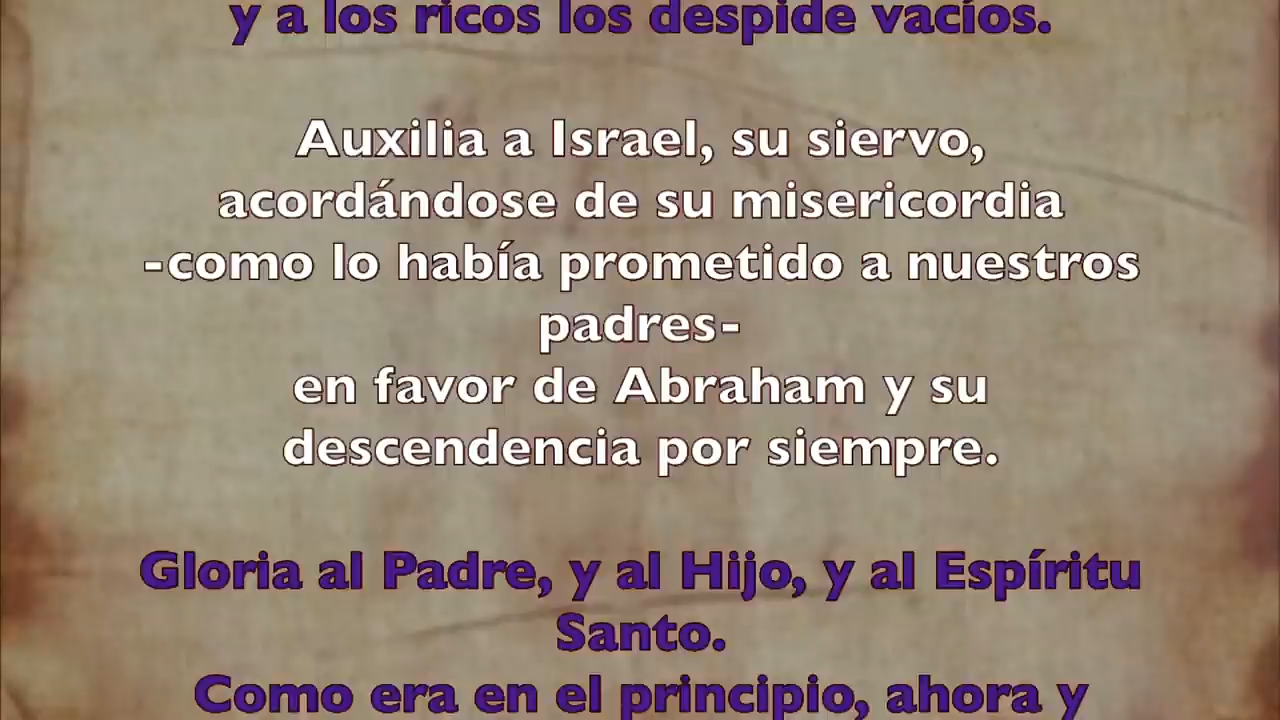 y a los ricos los despide vacíos.
Auxilia a Israel, su siervo,
acordándose de su misericordia
-como lo había prometido a nuestros
padres-
en favor de Abraham y su
descendencia por siempre.
Gloria al Padre, y al Hijo, y al Espíritu
Santo.
Como era en el principio, ahora y